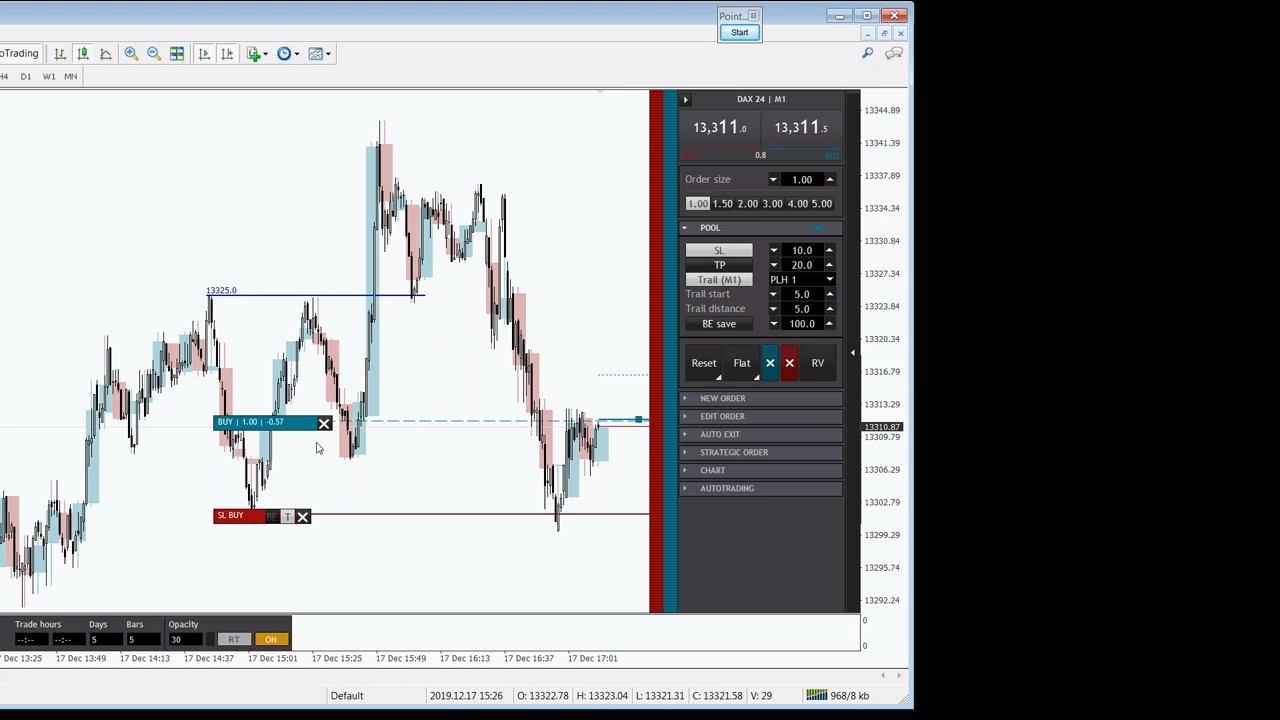 Point...
Start
oTrading
H4 D1 W1 MN
DAX 24 | M1
13,311.0 13,311.5
0.8 BUY
Order size 1.00
1.00 1.50 2.00 3.00 4.00 5.00
POOL
SL 10.0
TP 20.0
Trail (M1) PLH 1
Trail start 5.0
Trail distance 5.0
BE save 100.0
Reset Flat RV
NEW ORDER
EDIT ORDER
AUTO EXIT
STRATEGIC ORDER
CHART
AUTOTRADING
13344.89
13341.39
13337.89
13334.34
13330.84
13327.34
13323.84
13320.34
13316.79
13313.29
13310.87
13309.79
13306.29
13302.79
13299.29
13295.74
13292.24
13325.0
BUY | 1.00 | -0.57
SL BUY BE T
Trade hours Days Bars Opacity
--:-- --:-- 5 5 30 RT ON
0
0
7 Dec 13:25 17 Dec 13:49 17 Dec 14:13 17 Dec 14:37 17 Dec 15:01 17 Dec 15:25 17 Dec 15:49 17 Dec 16:13 17 Dec 16:37 17 Dec 17:01
Default 2019.12.17 15:26 O: 13322.78 H: 13323.04 L: 13321.31 C: 13321.58 V: 29 968/8 kb